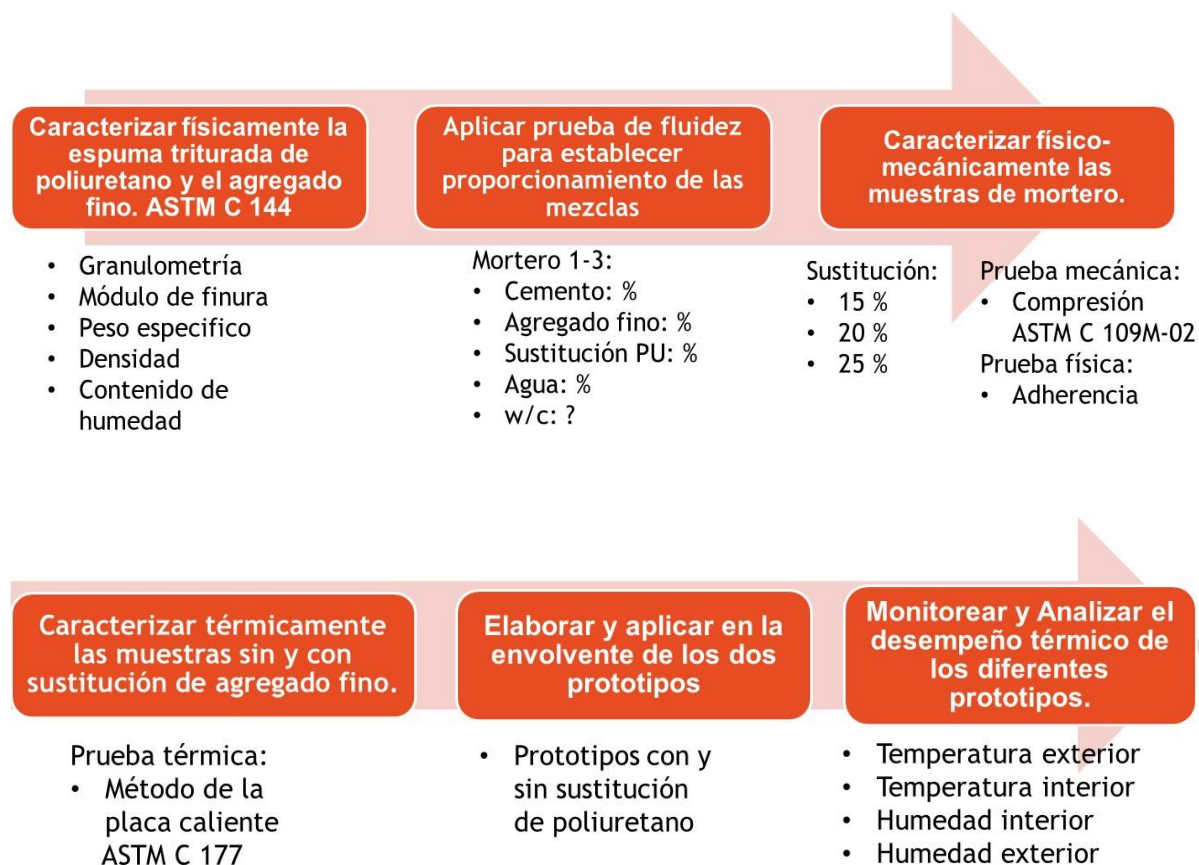 Caracterizar físicamente la
espuma triturada de
poliuretano y el agregado
fino. ASTM C 144
• Granulometría
• Módulo de finura
• Peso especifico
• Densidad
• Contenido de
humedad
Aplicar prueba de fluidez
para establecer
proporcionamiento de las
mezclas
Mortero 1-3:
• Cemento: %
• Agregado fino: %
• Sustitución PU: %
• Agua: %
• w/c: ?
Caracterizar físico-
mecánicamente las
muestras de mortero.
Sustitución:
• 15 %
• 20 %
• 25 %
Prueba mecánica:
• Compresión
ASTM C 109M-02
Prueba física:
• Adherencia
Caracterizar térmicamente
las muestras sin y con
sustitución de agregado fino.
Prueba térmica:
• Método de la
placa caliente
ASTM C 177
Elaborar y aplicar en la
envolvente de los dos
prototipos
• Prototipos con y
sin sustitución
de poliuretano
Monitorear y Analizar el
desempeño térmico de
los diferentes
prototipos.
• Temperatura exterior
• Temperatura interior
• Humedad interior
• Humedad exterior